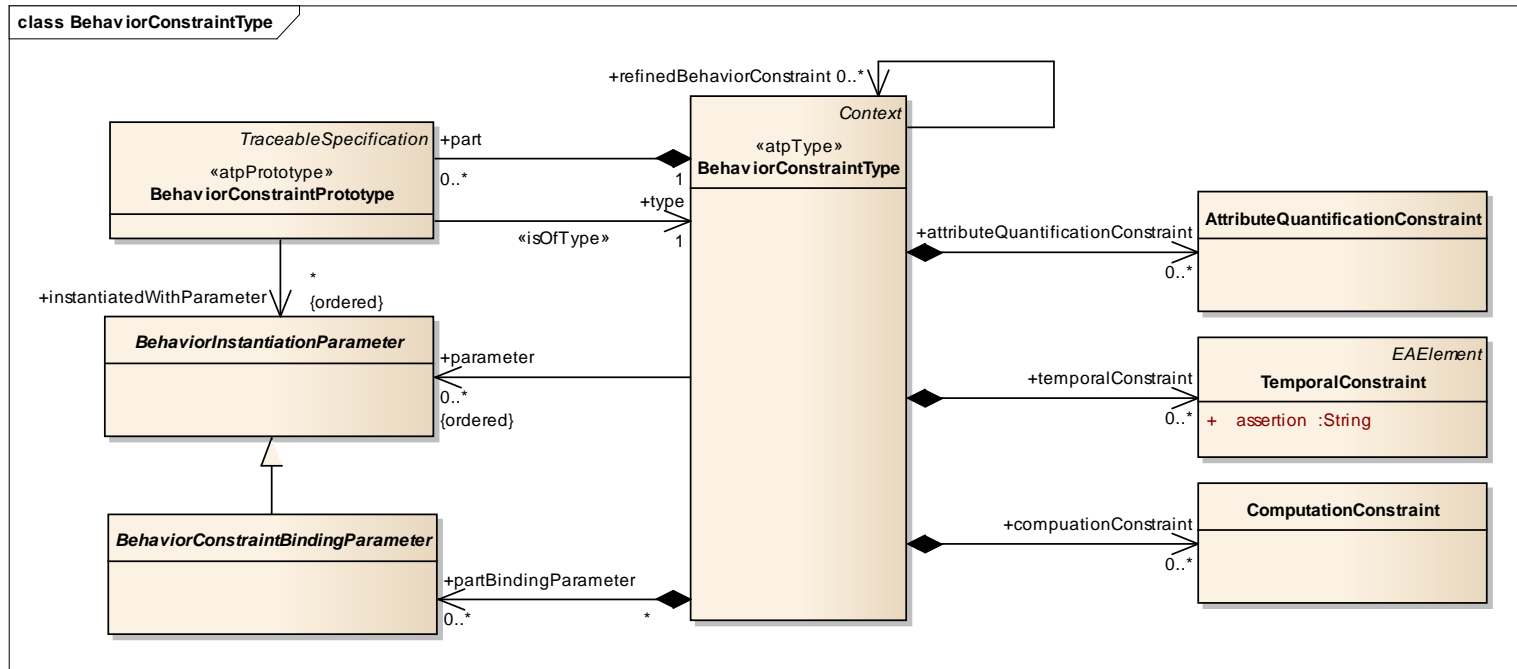 class BehaviorConstraintType
+refinedBehaviorConstraint 0..*
Context
«atpType»
BehaviorConstraintType
TraceableSpecification
«atpPrototype»
BehaviorConstraintPrototype
+part
0..*
1
+type
«isOfType»
1
+instantiatedWithParameter
*
{ordered}
BehaviorInstantiationParameter
+parameter
0..*
{ordered}
BehaviorConstraintBindingParameter
+partBindingParameter
0..*
*
+attributeQuantificationConstraint
0..*
AttributeQuantificationConstraint
+temporalConstraint
0..*
EAElement
TemporalConstraint
+ assertion :String
+compuationConstraint
0..*
ComputationConstraint